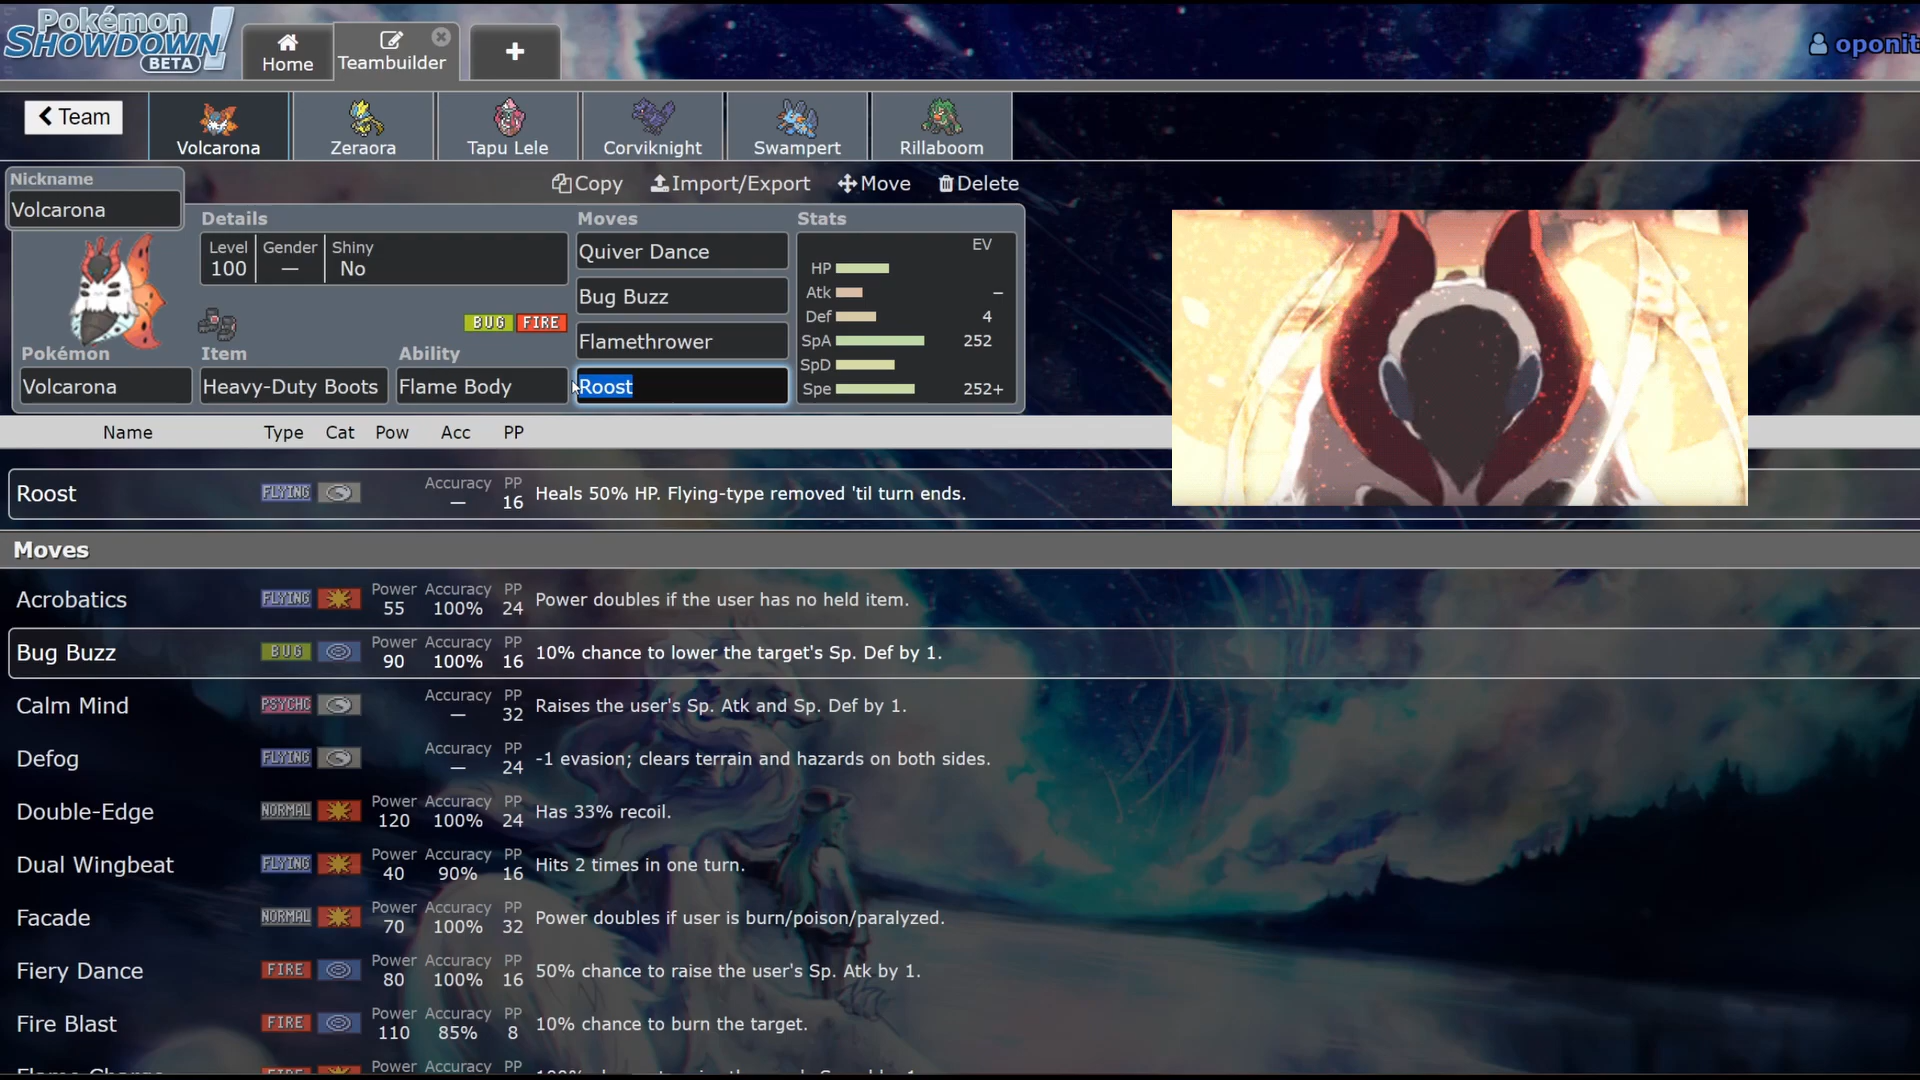 Pokémon
SHOWDOWN!
BETA
Home
Teambuilder
oponit
Team
Volcarona
Zeraora
Tapu Lele
Corviknight
Swampert
Rillaboom
Copy
Import/Export
Move
Delete
Nickname
Volcarona
Details
Level Gender Shiny
100 — No
BUG FIRE
Pokémon
Volcarona
Item
Heavy-Duty Boots
Ability
Flame Body
Moves
Quiver Dance
Bug Buzz
Flamethrower
Roost
Stats
EV
HP
Atk –
Def 4
SpA 252
SpD
Spe 252+
Name Type Cat Pow Acc PP
Roost FLYING Accuracy — PP 16 Heals 50% HP. Flying-type removed 'til turn ends.
Moves
Acrobatics FLYING Power 55 Accuracy 100% PP 24 Power doubles if the user has no held item.
Bug Buzz BUG Power 90 Accuracy 100% PP 16 10% chance to lower the target's Sp. Def by 1.
Calm Mind PSYCHC Accuracy — PP 32 Raises the user's Sp. Atk and Sp. Def by 1.
Defog FLYING Accuracy — PP 24 -1 evasion; clears terrain and hazards on both sides.
Double-Edge NORMAL Power 120 Accuracy 100% PP 24 Has 33% recoil.
Dual Wingbeat FLYING Power 40 Accuracy 90% PP 16 Hits 2 times in one turn.
Facade NORMAL Power 70 Accuracy 100% PP 32 Power doubles if user is burn/poison/paralyzed.
Fiery Dance FIRE Power 80 Accuracy 100% PP 16 50% chance to raise the user's Sp. Atk by 1.
Fire Blast FIRE Power 110 Accuracy 85% PP 8 10% chance to burn the target.
Power Accuracy PP